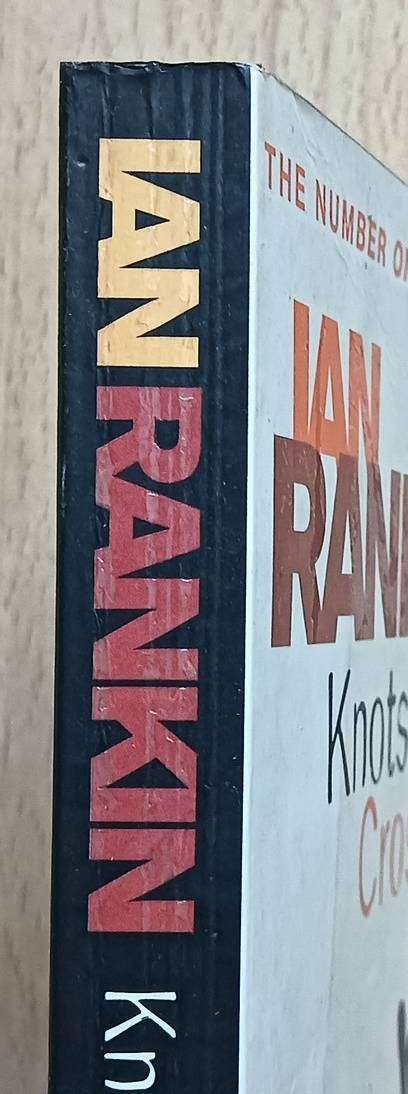 IAN RANKIN Kn
THE NUMBER
IAN
RANK
Knots
Cros